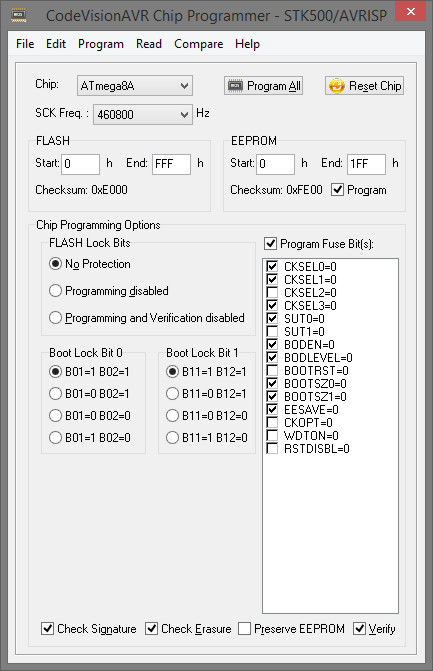 CodeVisionAVR Chip Programmer - STK500/AVRISP
File Edit Program Read Compare Help
Chip: ATmega8A Program All Reset Chip
SCK Freq. : 460800 Hz
FLASH
Start: 0 h End: FFF h
Checksum: 0xE000
EEPROM
Start: 0 h End: 1FF h
Checksum: 0xFE00 Program
Chip Programming Options
FLASH Lock Bits
No Protection
Programming disabled
Programming and Verification disabled
Boot Lock Bit 0
B01=1 B02=1
B01=0 B02=1
B01=0 B02=0
B01=1 B02=0
Boot Lock Bit 1
B11=1 B12=1
B11=0 B12=1
B11=0 B12=0
B11=1 B12=0
Program Fuse Bit(s):
CKSEL0=0
CKSEL1=0
CKSEL2=0
CKSEL3=0
SUT0=0
SUT1=0
BODEN=0
BODLEVEL=0
BOOTRST=0
BOOTSZ0=0
BOOTSZ1=0
EESAVE=0
CKOPT=0
WDTON=0
RSTDISBL=0
Check Signature Check Erasure Preserve EEPROM Verify